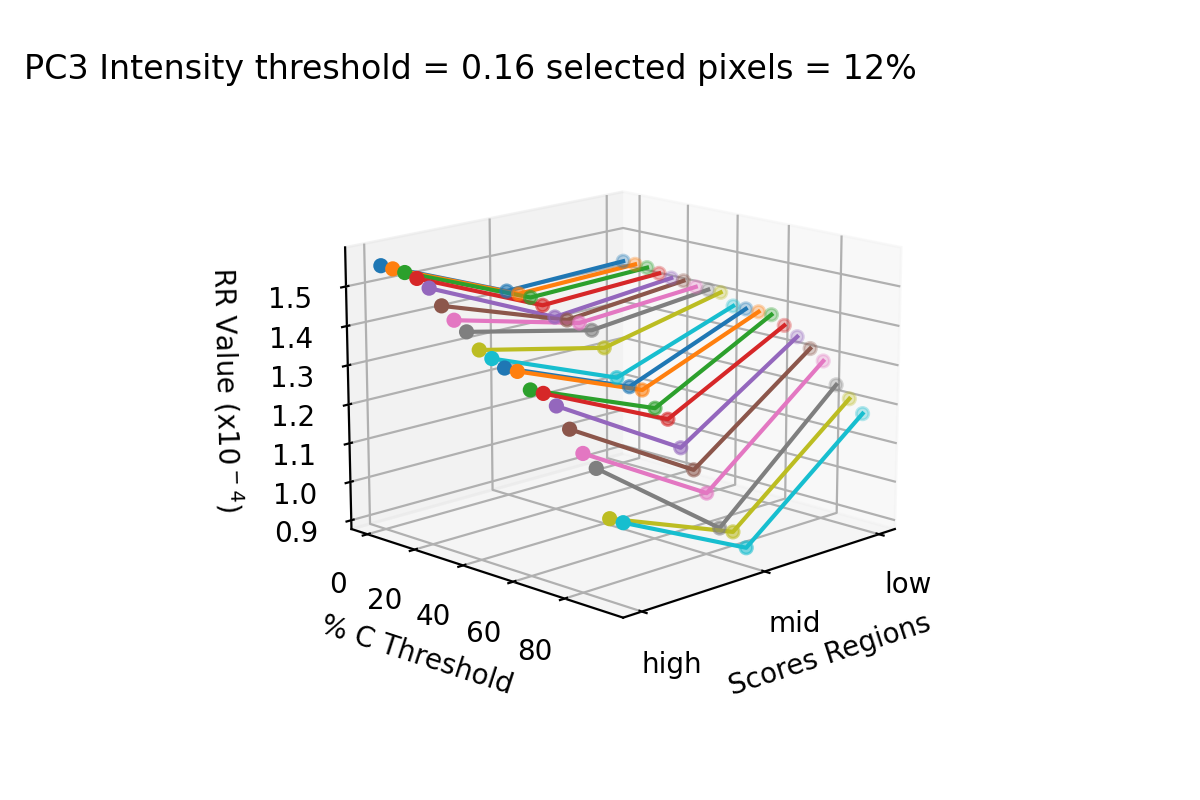 PC3 Intensity threshold = 0.16 selected pixels = 12%
RR Value (x10⁻⁴)
1.5
1.4
1.3
1.2
1.1
1.0
0.9
0
20
40
60
80
% C Threshold
high
mid
low
Scores Regions